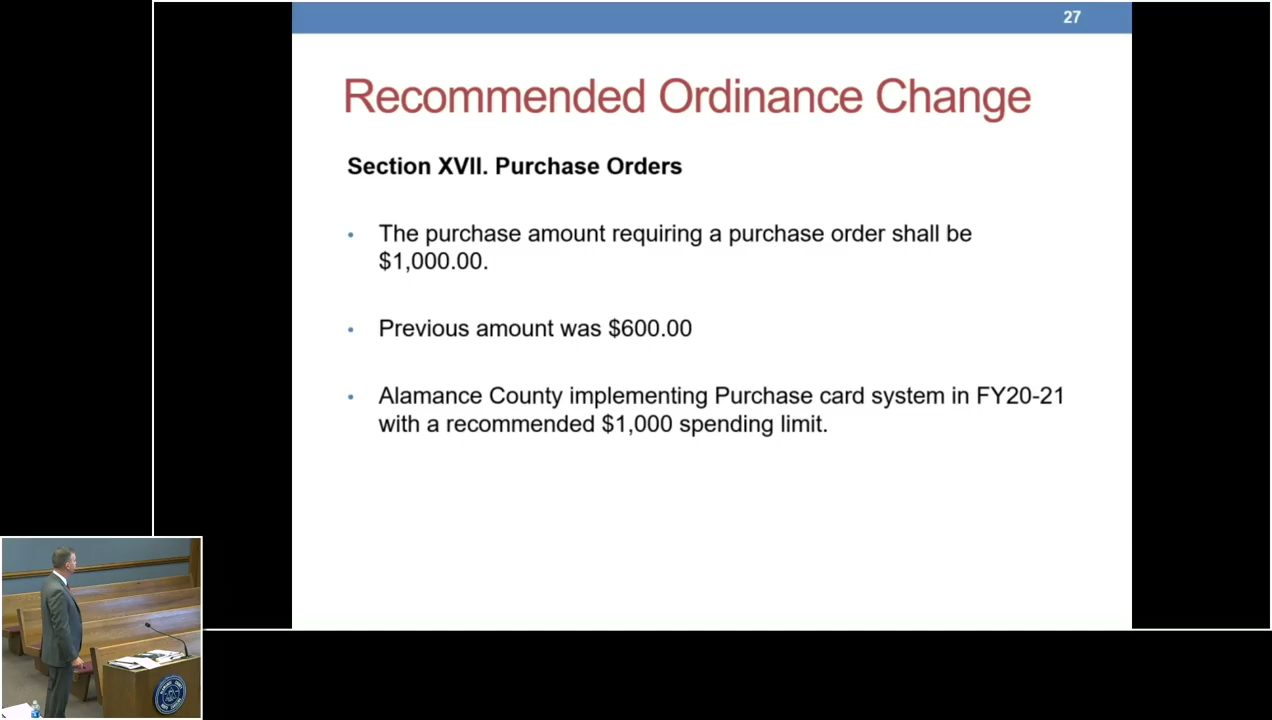 27
Recommended Ordinance Change
Section XVII. Purchase Orders
• The purchase amount requiring a purchase order shall be
$1,000.00.
• Previous amount was $600.00
• Alamance County implementing Purchase card system in FY20-21
with a recommended $1,000 spending limit.